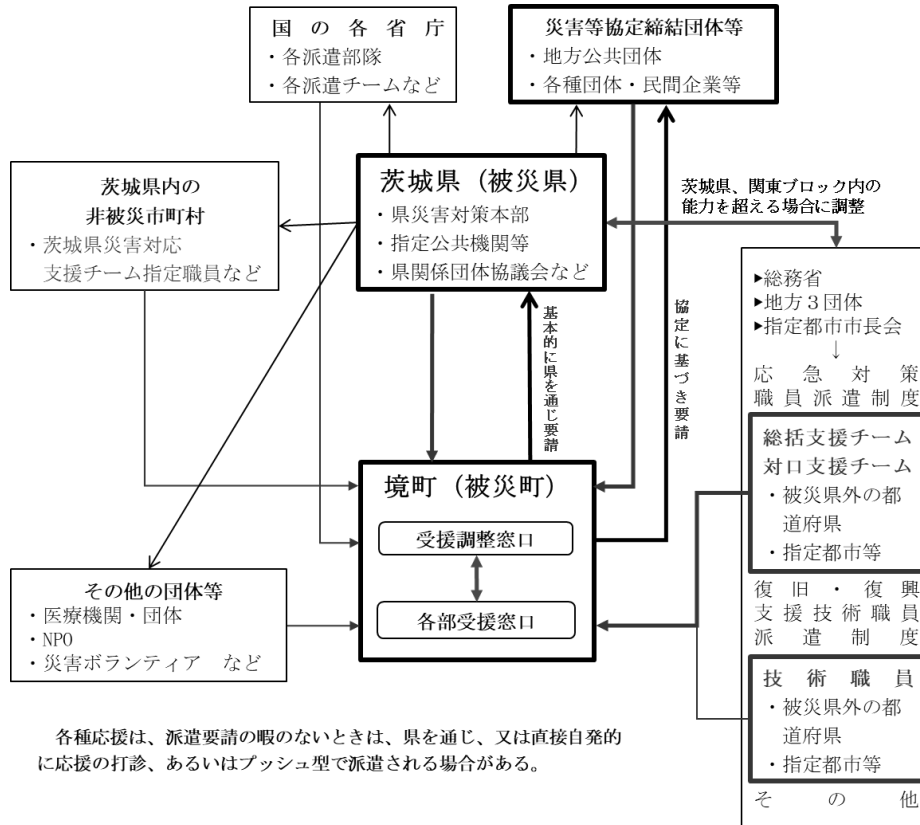 国の各省庁
・各派遣部隊
・各派遣チームなど
災害等協定締結団体等
・地方公共団体
・各種団体・民間企業等
茨城県内の
非被災市町村
・茨城県災害対応
支援チーム指定職員など
茨城県（被災県）
・県災害対策本部
・指定公共機関等
・県関係団体協議会など
茨城県、関東ブロック内の
能力を超える場合に調整
基本的に県を通じ要請
協定に基づき要請
▶総務省
▶地方３団体
▶指定都市市長会
↓
応急対策
職員派遣制度
総括支援チーム
対口支援チーム
・被災県外の都
道府県
・指定都市等
復旧・復興
支援技術職員
派遣制度
技術職員
・被災県外の都
道府県
・指定都市等
その他
境町（被災町）
受援調整窓口
各部受援窓口
その他の団体等
・医療機関・団体
・NPO
・災害ボランティア　など
各種応援は、派遣要請の暇のないときは、県を通じ、又は直接自発的
に応援の打診、あるいはプッシュ型で派遣される場合がある。